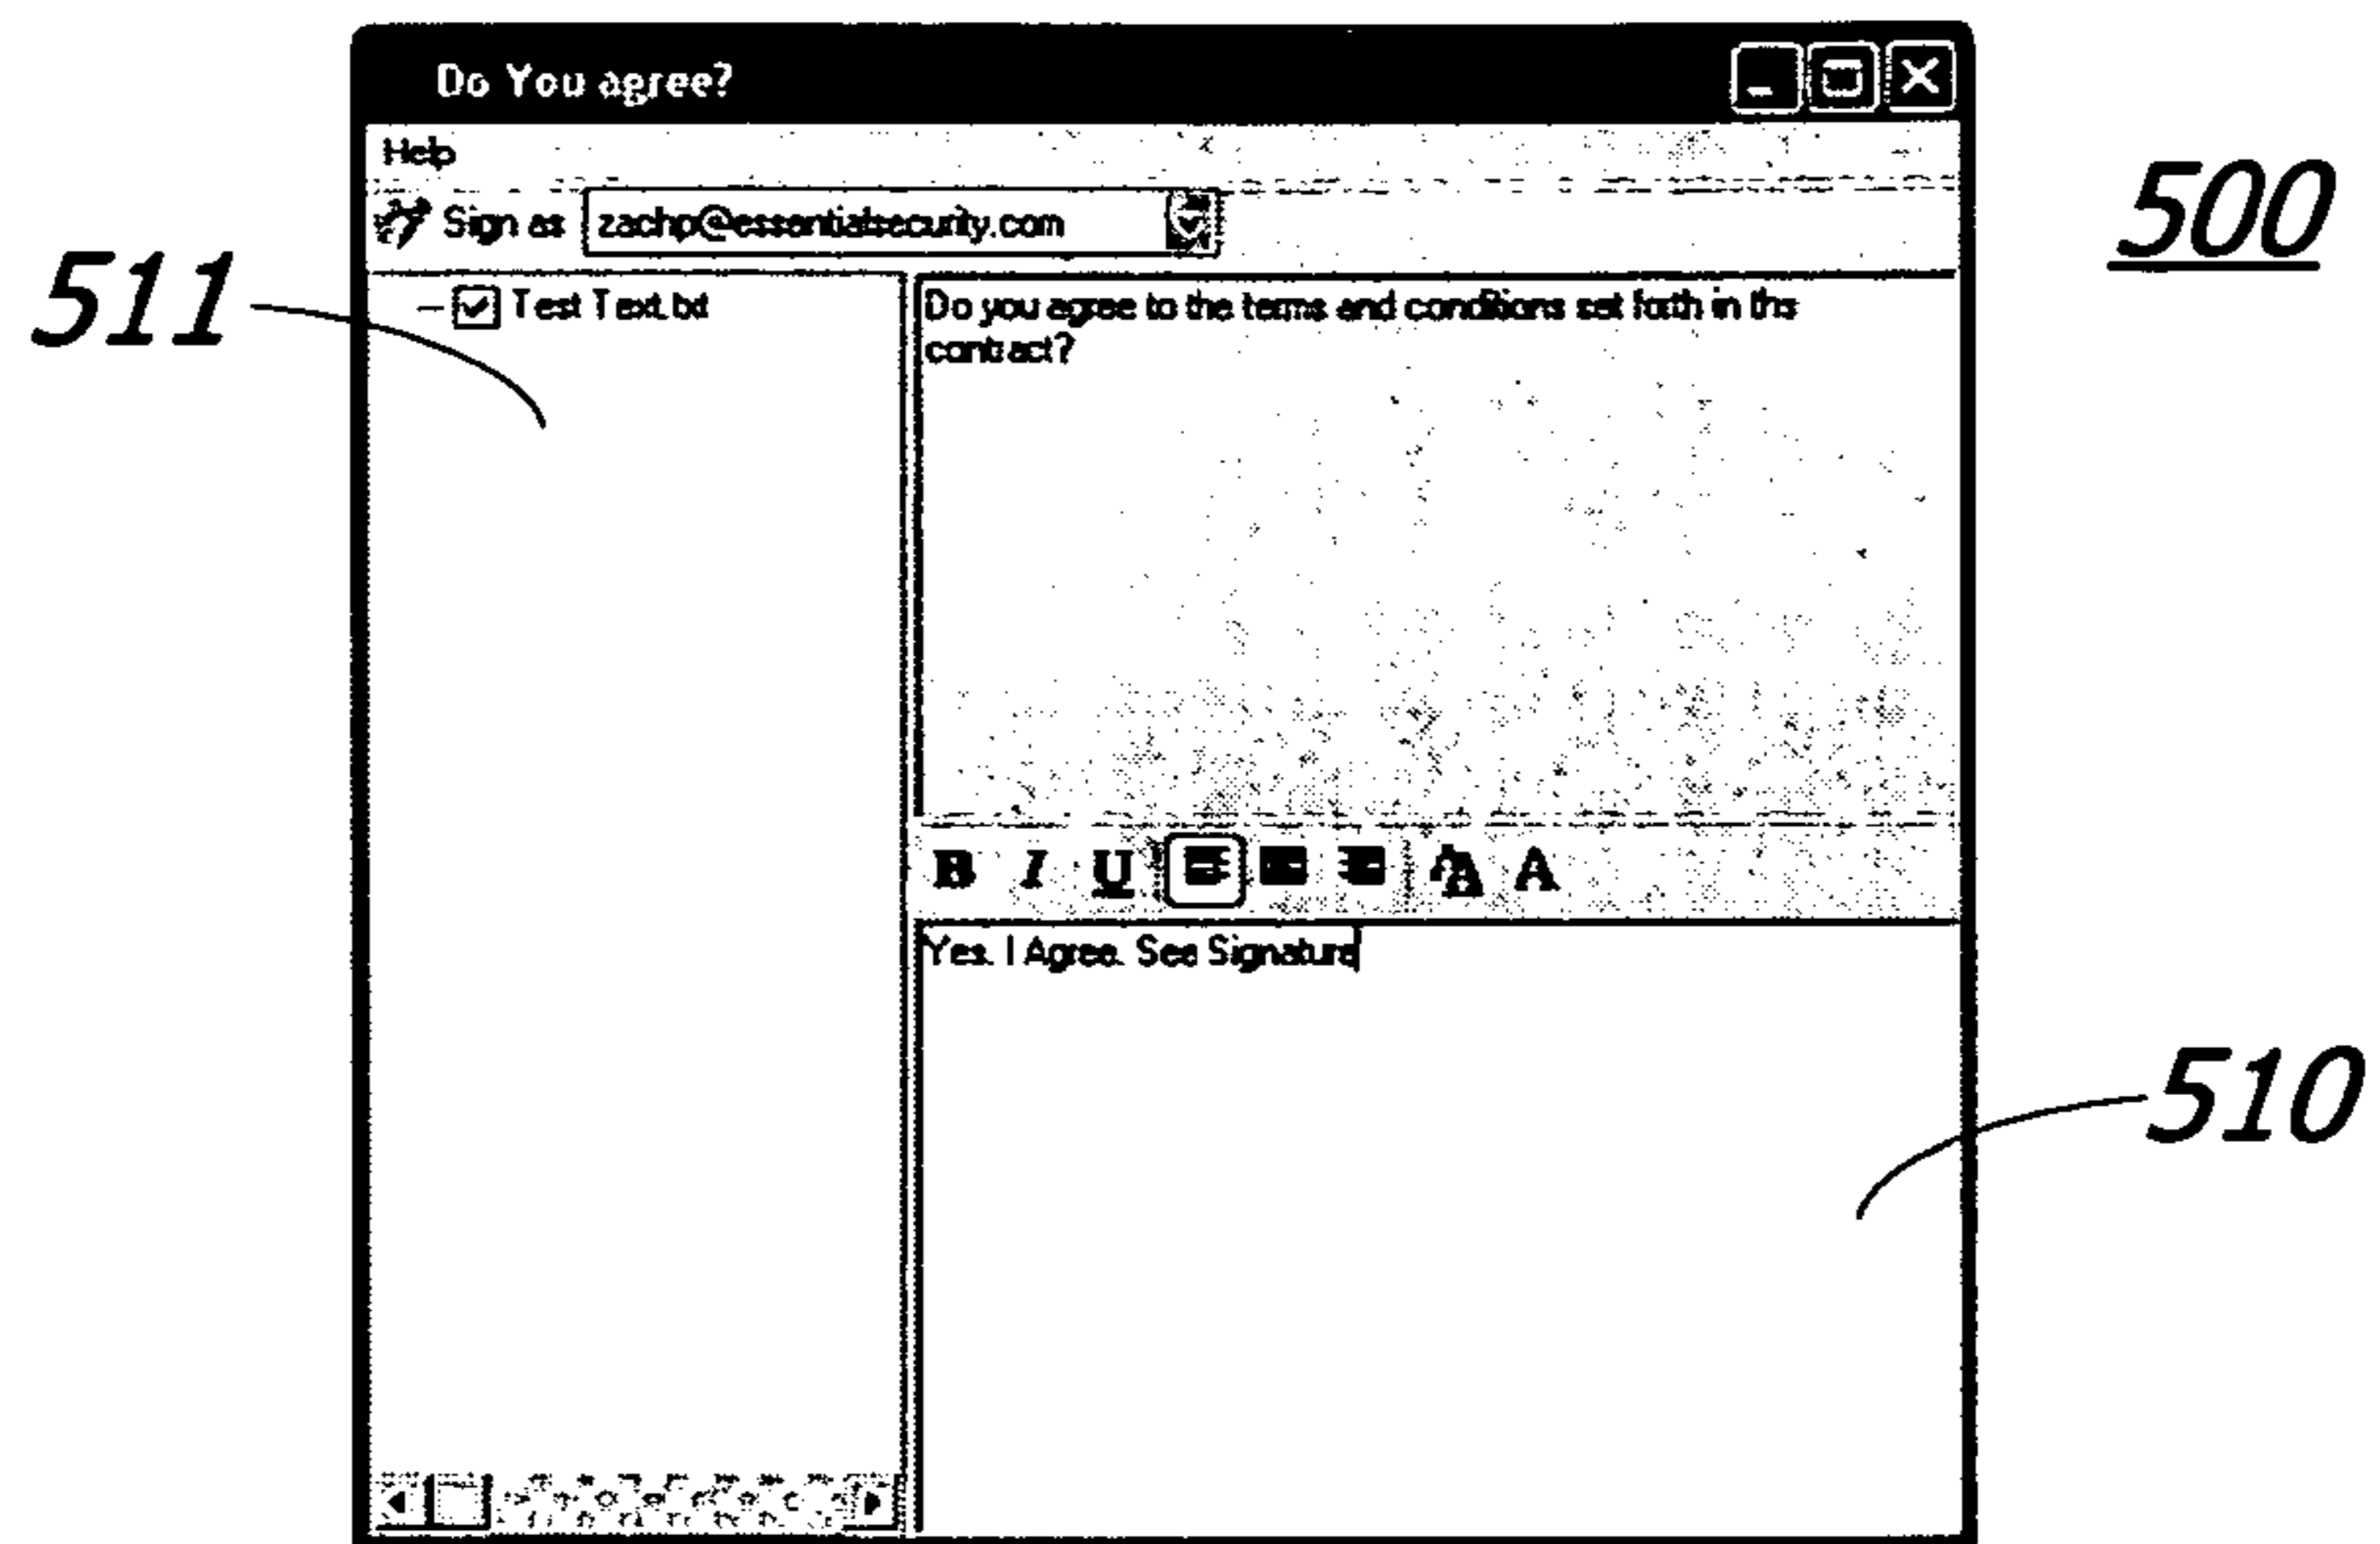 Do You agree?
Help
500
Sign as zachp@essentialsecurity.com
511
Test Text.txt
Do you agree to the terms and conditions set forth in ths
contract?
B I U A A
Yes. I Agree. See Signature
510